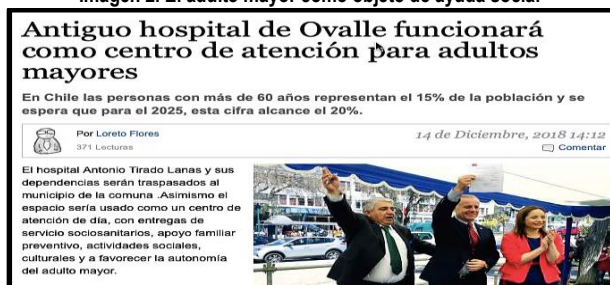 Imagen 2. El adulto mayor como objeto de ayuda social
Antiguo hospital de Ovalle funcionará
como centro de atención para adultos
mayores
En Chile las personas con más de 60 años representan el 15% de la población y se
espera que para el 2025, esta cifra alcance el 20%.
Por Loreto Flores
371 Lecturas
14 de Diciembre, 2018 14:12
Comentar
El hospital Antonio Tirado Lanas y sus
dependencias serán traspasados al
municipio de la comuna .Asimismo el
espacio sería usado como un centro de
atención de día, con entregas de
servicio sociosanitarios, apoyo familiar
preventivo, actividades sociales,
culturales y a favorecer la autonomía
del adulto mayor.